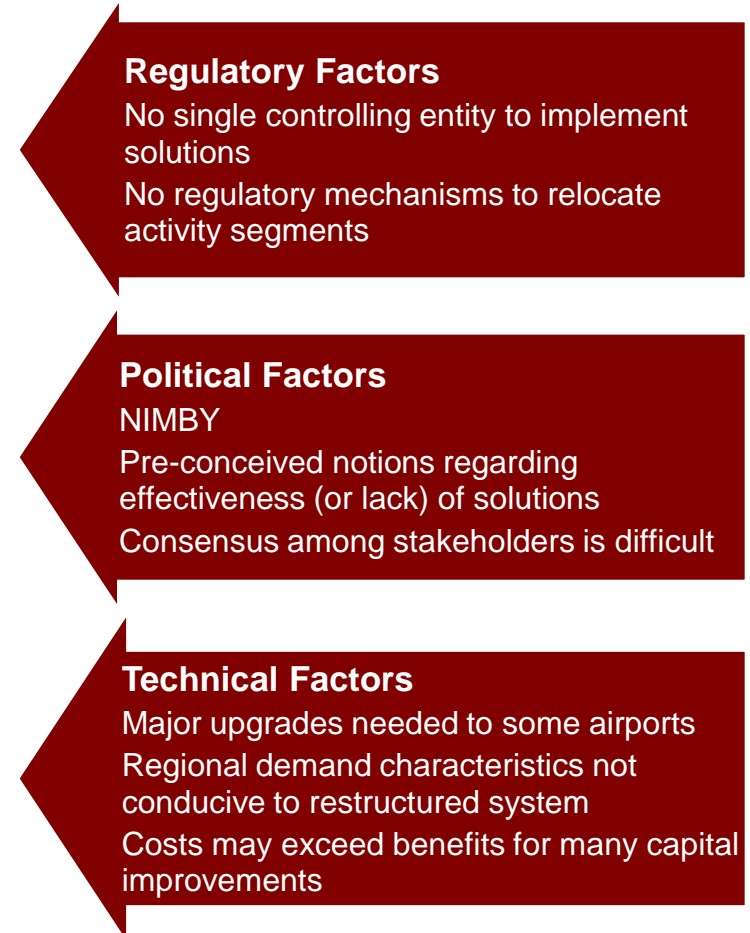 Regulatory Factors
No single controlling entity to implement
solutions
No regulatory mechanisms to relocate
activity segments
Political Factors
NIMBY
Pre-conceived notions regarding
effectiveness (or lack) of solutions
Consensus among stakeholders is difficult
Technical Factors
Major upgrades needed to some airports
Regional demand characteristics not
conducive to restructured system
Costs may exceed benefits for many capital
improvements